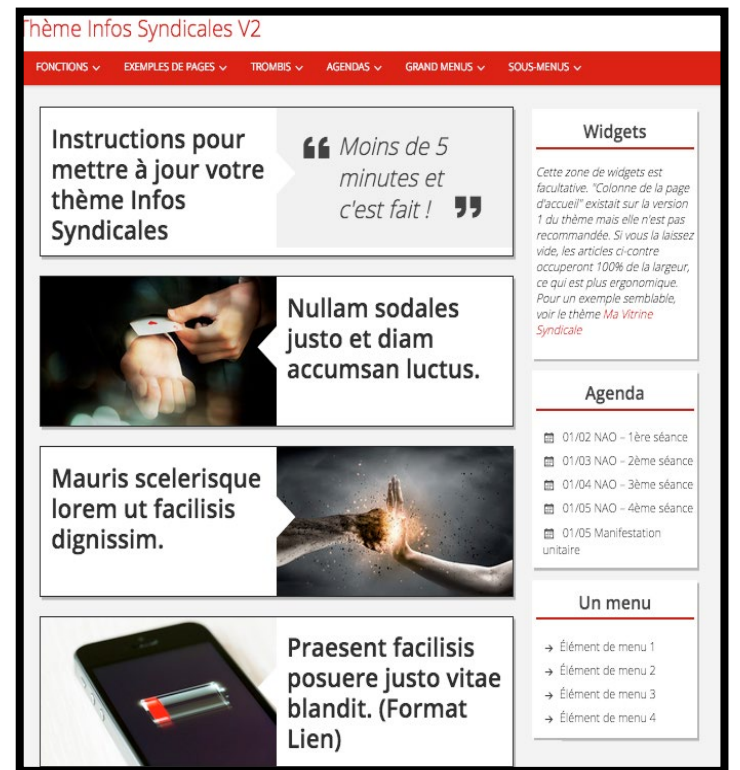 Thème Infos Syndicales V2
FONCTIONS EXEMPLES DE PAGES TROMBIS AGENDAS GRAND MENUS SOUS-MENUS
Instructions pour
mettre à jour votre
thème Infos
Syndicales
“ Moins de 5
minutes et
c'est fait ! ”
Nullam sodales
justo et diam
accumsan luctus.
Mauris scelerisque
lorem ut facilisis
dignissim.
Praesent facilisis
posuere justo vitae
blandit. (Format
Lien)
Widgets
Cette zone de widgets est
facultative. "Colonne de la page
d'accueil" existait sur la version
1 du thème mais elle n'est pas
recommandée. Si vous la laissez
vide, les articles ci-contre
occuperont 100% de la largeur,
ce qui est plus ergonomique.
Pour un exemple semblable,
voir le thème Ma Vitrine
Syndicale
Agenda
01/02 NAO – 1ère séance
01/03 NAO – 2ème séance
01/04 NAO – 3ème séance
01/05 NAO – 4ème séance
01/05 Manifestation
unitaire
Un menu
→ Élément de menu 1
→ Élément de menu 2
→ Élément de menu 3
→ Élément de menu 4